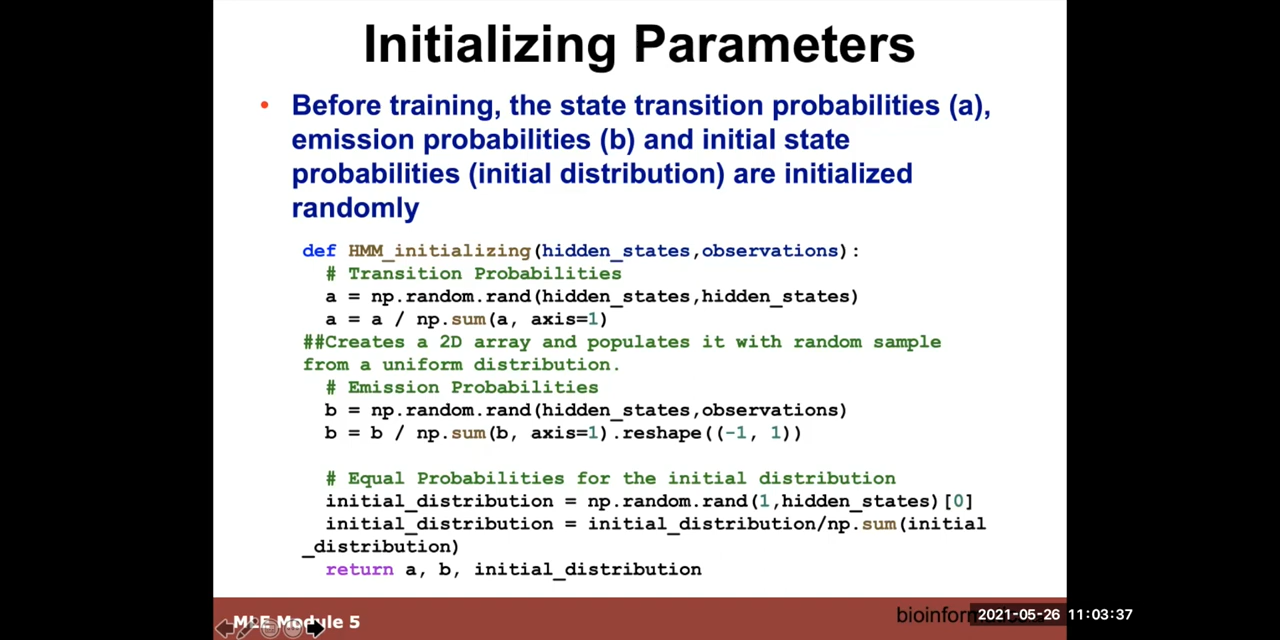 Initializing Parameters
• Before training, the state transition probabilities (a),
emission probabilities (b) and initial state
probabilities (initial distribution) are initialized
randomly
def HMM_initializing(hidden_states,observations):
# Transition Probabilities
a = np.random.rand(hidden_states,hidden_states)
a = a / np.sum(a, axis=1)
##Creates a 2D array and populates it with random sample
from a uniform distribution.
# Emission Probabilities
b = np.random.rand(hidden_states,observations)
b = b / np.sum(b, axis=1).reshape((-1, 1))
# Equal Probabilities for the initial distribution
initial_distribution = np.random.rand(1,hidden_states)[0]
initial_distribution = initial_distribution/np.sum(initial
_distribution)
return a, b, initial_distribution
MLE Module 5
2021-05-26 11:03:37